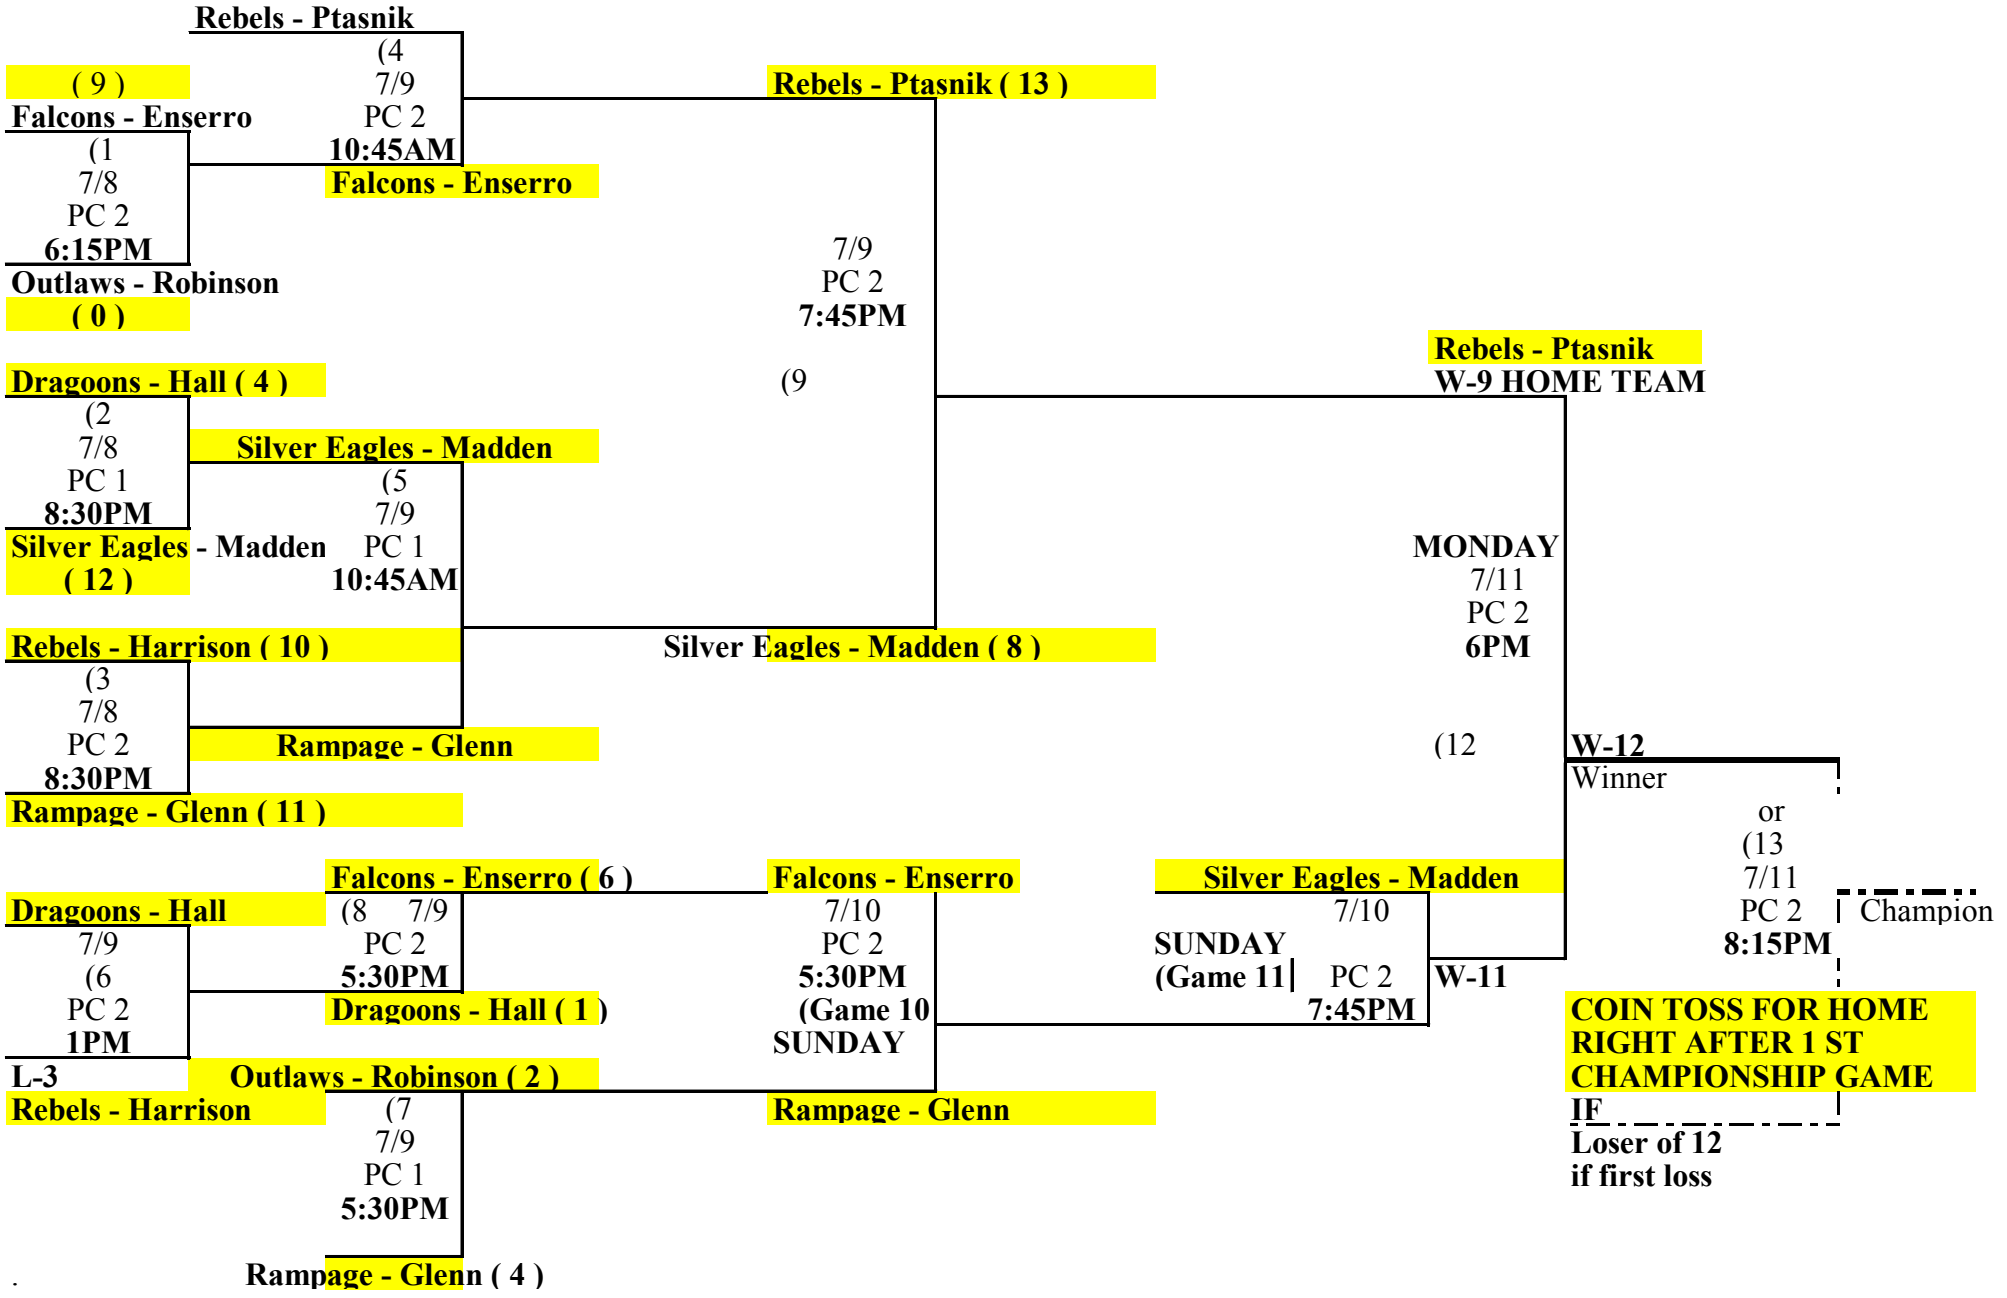 Rebels - Ptasnik
(4
7/9
PC 2
10:45AM
( 9 )
Falcons - Enserro
(1
7/8
PC 2
6:15PM
Outlaws - Robinson
( 0 )
Falcons - Enserro
Rebels - Ptasnik ( 13 )
7/9
PC 2
7:45PM
(9
Dragoons - Hall ( 4 )
(2
7/8
PC 1
8:30PM
Silver Eagles - Madden
( 12 )
Silver Eagles - Madden
(5
7/9
PC 1
10:45AM
Rebels - Harrison ( 10 )
(3
7/8
PC 2
8:30PM
Rampage - Glenn ( 11 )
Rampage - Glenn
Silver Eagles - Madden ( 8 )
Rebels - Ptasnik
W-9 HOME TEAM
MONDAY
7/11
PC 2
6PM
(12
W-12
Winner
or
(13
7/11
PC 2
8:15PM
Champion
Dragoons - Hall
7/9
(6
PC 2
1PM
L-3
Rebels - Harrison
Falcons - Enserro ( 6 )
(8 7/9
PC 2
5:30PM
Dragoons - Hall ( 1 )
Outlaws - Robinson ( 2 )
(7
7/9
PC 1
5:30PM
Rampage - Glenn ( 4 )
.
Falcons - Enserro
7/10
PC 2
5:30PM
(Game 10
SUNDAY
Rampage - Glenn
Silver Eagles - Madden
7/10
SUNDAY
(Game 11 PC 2
7:45PM
W-11
COIN TOSS FOR HOME
RIGHT AFTER 1 ST
CHAMPIONSHIP GAME
IF
Loser of 12
if first loss